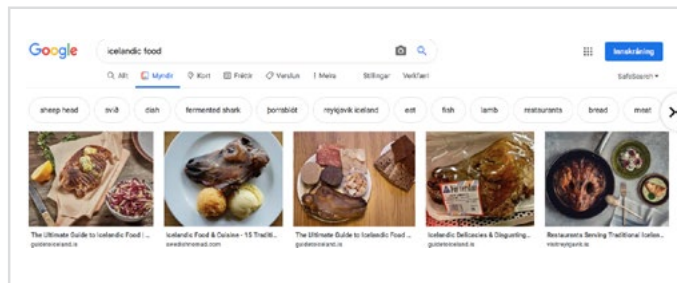 Google
icelandic food
Innskráning
Allt Myndir Kort Fréttir Verslun Meira Stillingar Verkfæri
SafeSearch
sheep head svið dish fermented shark þorrablót reykjavik iceland eat fish lamb restaurants bread meat
The Ultimate Guide to Icelandic Food | ...
guidetoiceland.is
Icelandic Food & Cuisine - 15 Traditi...
swedishnomad.com
The Ultimate Guide to Icelandic Food ...
guidetoiceland.is
Icelandic Delicacies & Disgusting...
guidetoiceland.is
Restaurants Serving Traditional Icelan...
visitreykjavik.is